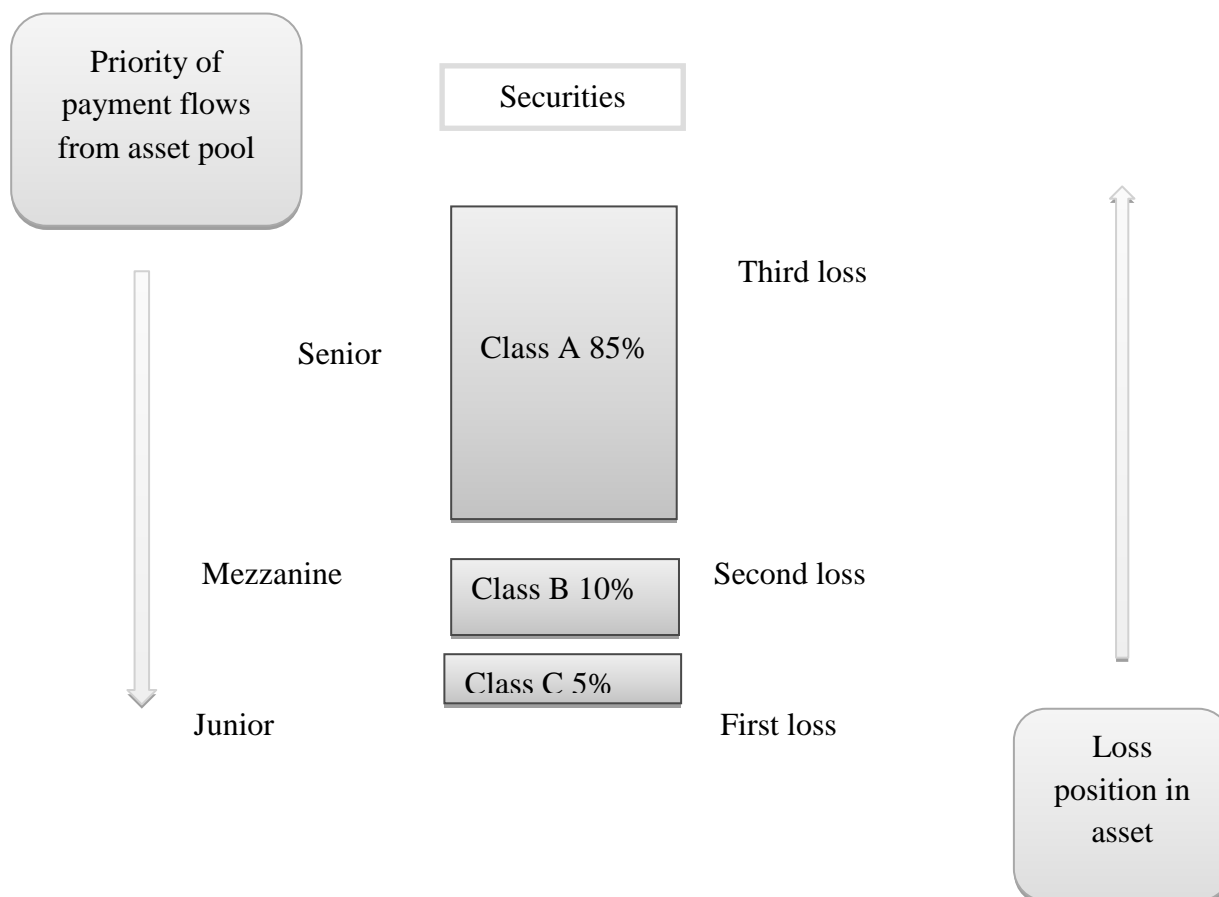 Priority of
payment flows
from asset pool
Securities
Third loss
Senior
Class A 85%
Mezzanine
Class B 10%
Second loss
Class C 5%
Junior
First loss
Loss
position in
asset